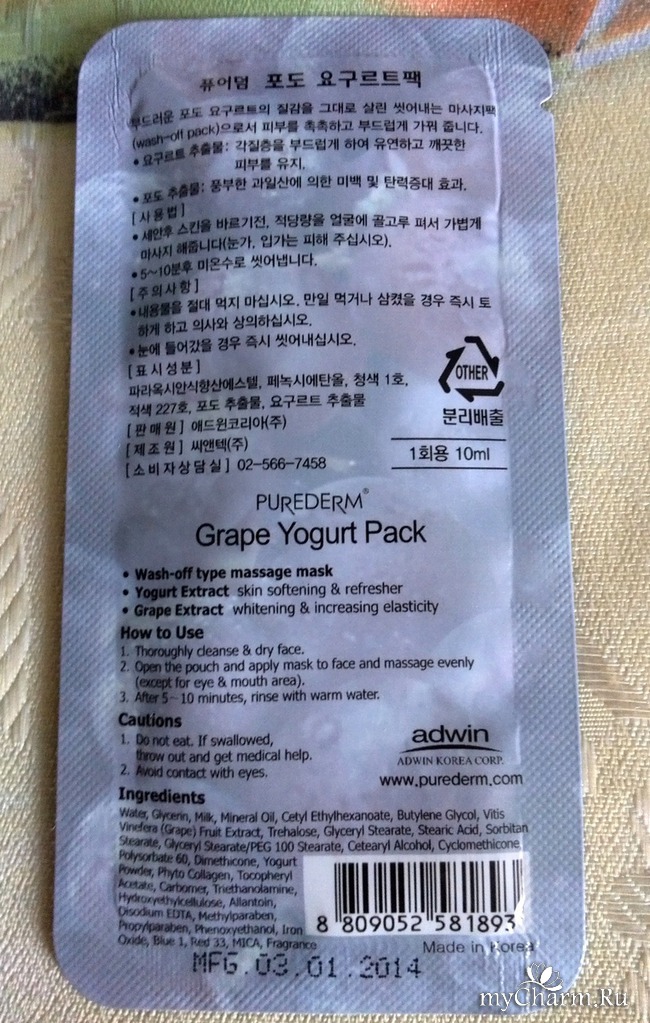 퓨어덤 포도 요구르트팩
부드러운 포도 요구르트의 질감을 그대로 살린 씻어내는 마사지팩
(wash-off pack)으로서 피부를 촉촉하고 부드럽게 가꿔 줍니다.
• 요구르트 추출물: 각질층을 부드럽게 하여 유연하고 깨끗한
피부를 유지.
• 포도 추출물: 풍부한 과일산에 의한 미백 및 탄력증대 효과.
[사용법]
• 세안후 스킨을 바르기전, 적당량을 얼굴에 골고루 펴서 가볍게
마사지 해줍니다(눈가, 입가는 피해 주십시오).
• 5~10분후 미온수로 씻어냅니다.
[주의사항]
• 내용물을 절대 먹지 마십시오. 만일 먹거나 삼켰을 경우 즉시 토
하게 하고 의사와 상의하십시오.
• 눈에 들어갔을 경우 즉시 씻어내십시오.
[표시성분]
파라옥시안식향산에스텔, 페녹시에탄올, 청색 1호,
적색 227호, 포도 추출물, 요구르트 추출물
[판매원] 애드윈코리아(주)
[제조원] 씨앤텍(주)
[소비자상담실] 02-566-7458
OTHER
분리배출
1회용 10ml
PUREDERM®
Grape Yogurt Pack
• Wash-off type massage mask
• Yogurt Extract skin softening & refresher
• Grape Extract whitening & increasing elasticity
How to Use
1. Thoroughly cleanse & dry face.
2. Open the pouch and apply mask to face and massage evenly
(except for eye & mouth area).
3. After 5~10 minutes, rinse with warm water.
Cautions
1. Do not eat. If swallowed,
throw out and get medical help.
2. Avoid contact with eyes.
adwin
ADWIN KOREA CORP.
www.purederm.com
Ingredients
Water, Glycerin, Milk, Mineral Oil, Cetyl Ethylhexanoate, Butylene Glycol, Vitis
Vinefera (Grape) Fruit Extract, Trehalose, Glyceryl Stearate, Stearic Acid, Sorbitan
Stearate, Glyceryl Stearate/PEG 100 Stearate, Cetearyl Alcohol, Cyclomethicone,
Polysorbate 60, Dimethicone, Yogurt
Powder, Phyto Collagen, Tocopheryl
Acetate, Carbomer, Triethanolamine,
Hydroxyethylcellulose, Allantoin,
Disodium EDTA, Methylparaben,
Propylparaben, Phenoxyethanol, Iron
Oxide, Blue 1, Red 33, MICA, Fragrance
8 809052 581893
Made in Korea
MFG.03.01.2014
myCharm.Ru